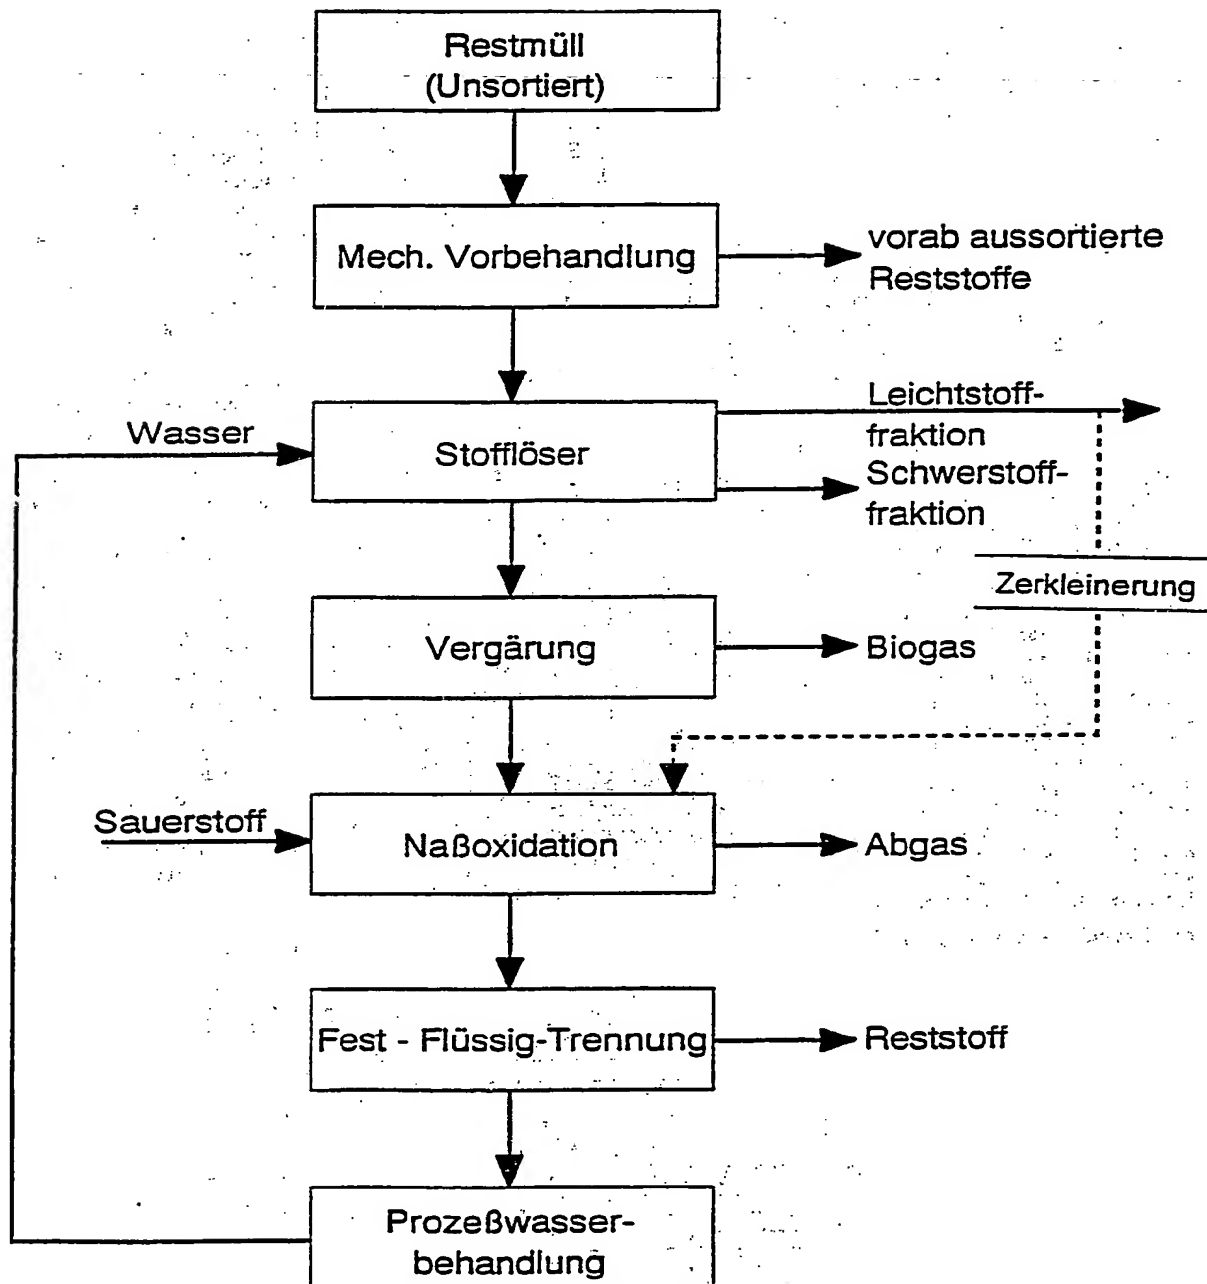 Restmüll
(Unsortiert)
Mech. Vorbehandlung
vorab aussortierte
Reststoffe
Wasser
Stofflöser
Leichtstoff-
fraktion
Schwerstoff-
fraktion
Zerkleinerung
Vergärung
Biogas
Sauerstoff
Naßoxidation
Abgas
Fest - Flüssig-Trennung
Reststoff
Prozeßwasser-
behandlung